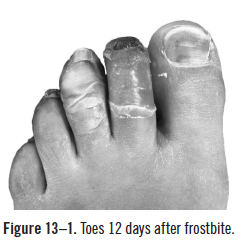 Figure 13–1. Toes 12 days after frostbite.